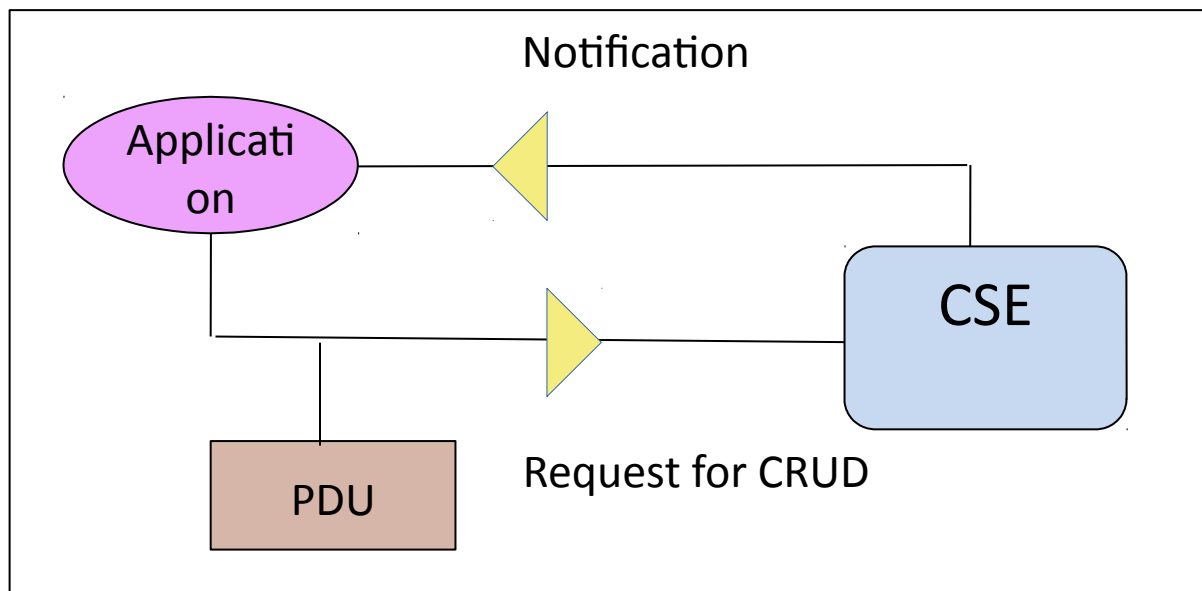 Notification
Applicati
on
CSE
Request for CRUD
PDU